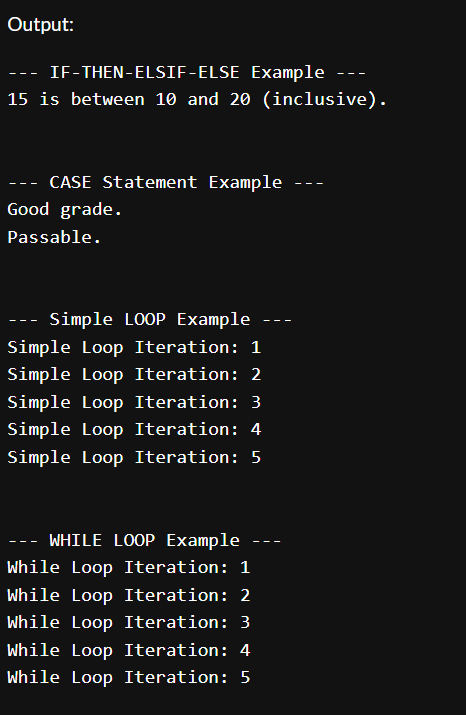 Output:
--- IF-THEN-ELSIF-ELSE Example ---
15 is between 10 and 20 (inclusive).
--- CASE Statement Example ---
Good grade.
Passable.
--- Simple LOOP Example ---
Simple Loop Iteration: 1
Simple Loop Iteration: 2
Simple Loop Iteration: 3
Simple Loop Iteration: 4
Simple Loop Iteration: 5
--- WHILE LOOP Example ---
While Loop Iteration: 1
While Loop Iteration: 2
While Loop Iteration: 3
While Loop Iteration: 4
While Loop Iteration: 5